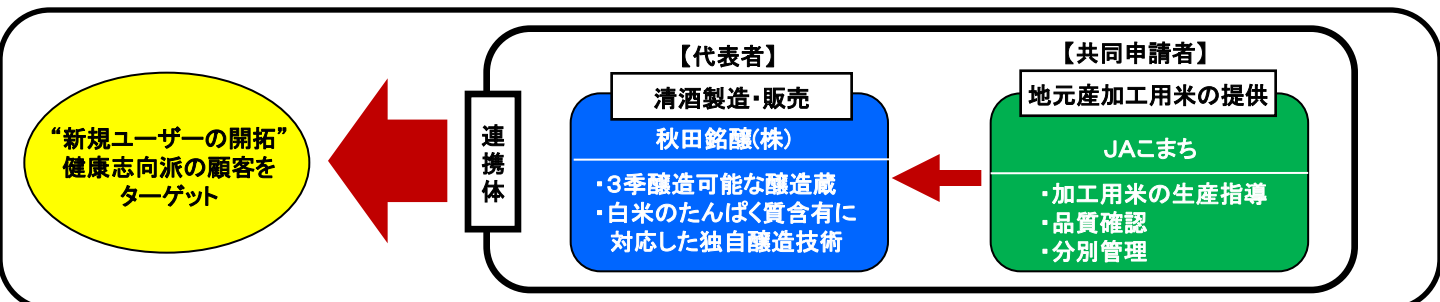 “新規ユーザーの開拓”
健康志向派の顧客を
ターゲット
連携体
【代表者】
清酒製造・販売
秋田銘醸(株)
・３季醸造可能な醸造蔵
・白米のたんぱく質含有に
対応した独自醸造技術
【共同申請者】
地元産加工用米の提供
ＪＡこまち
・加工用米の生産指導
・品質確認
・分別管理